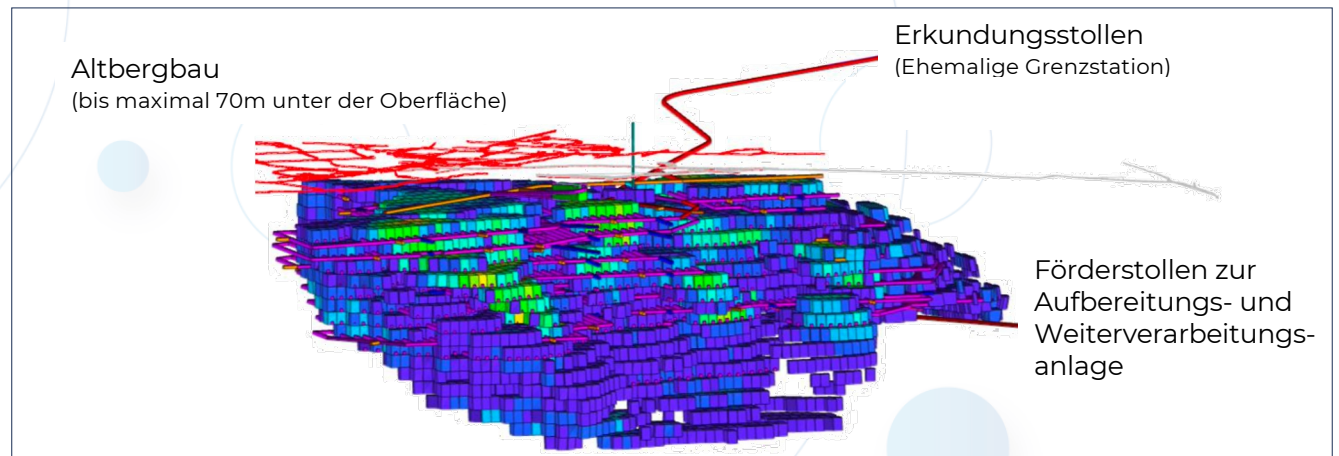 Altbergbau
(bis maximal 70m unter der Oberfläche)
Erkundungsstollen
(Ehemalige Grenzstation)
Förderstollen zur
Aufbereitungs- und
Weiterverarbeitungs-
anlage